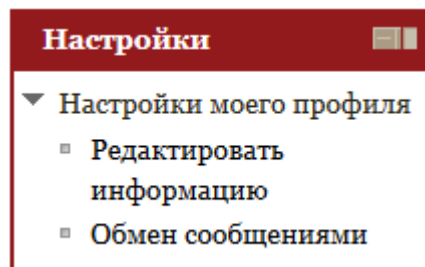 Настройки
Настройки моего профиля
Редактировать
информацию
Обмен сообщениями